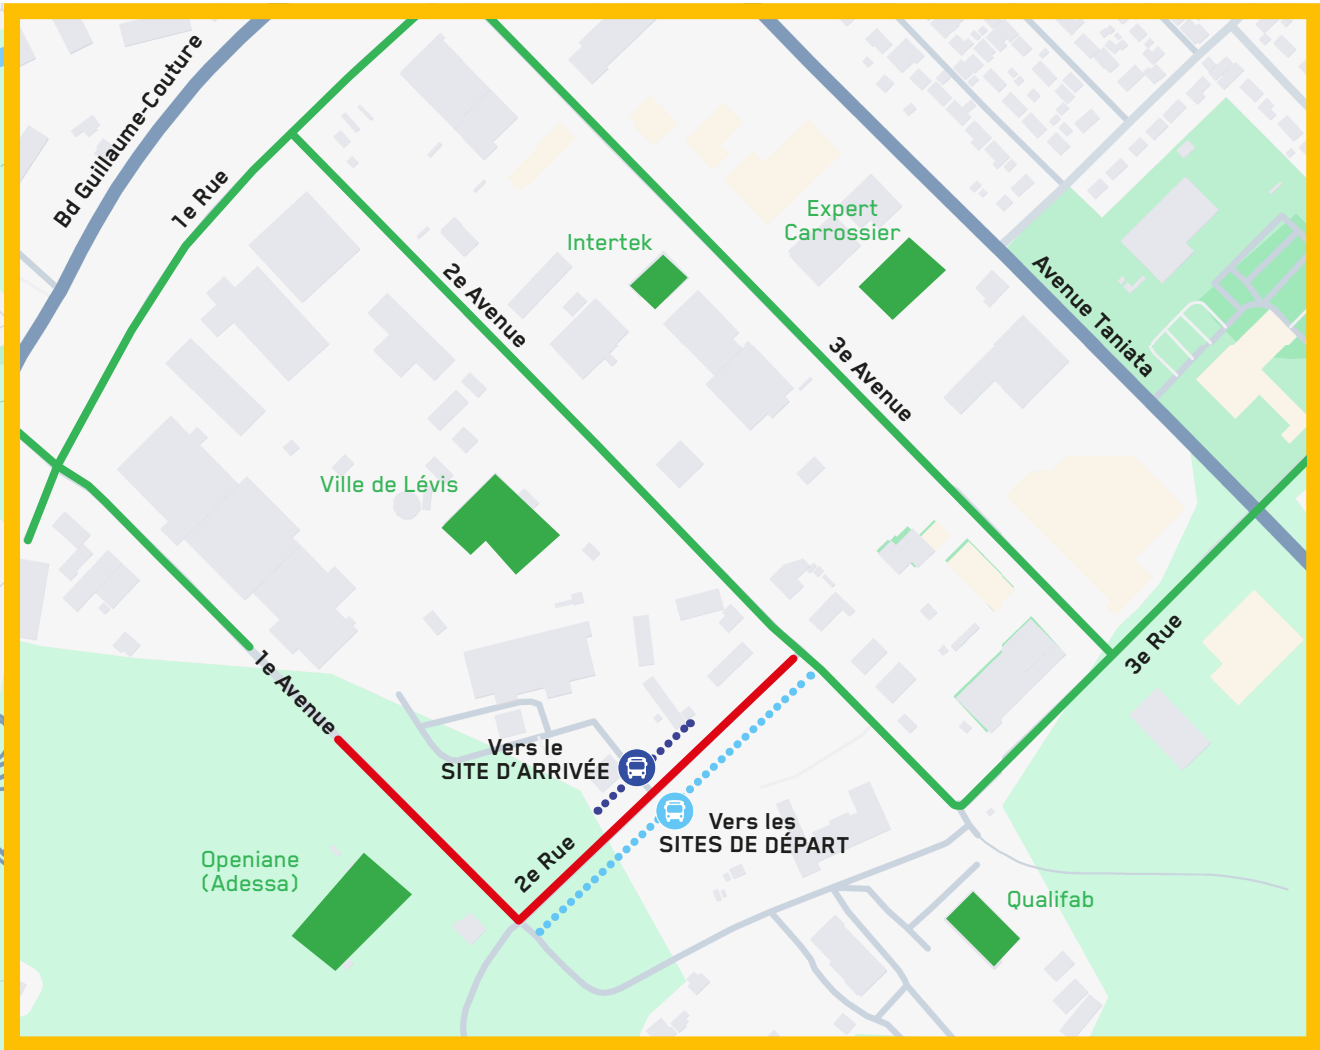 Bd Guillaume-Couture
1e Rue
Expert
Carrossier
Intertek
2e Avenue
Avenue Taniata
3e Avenue
Ville de Lévis
3e Rue
1e Avenue
Vers le
SITE D'ARRIVÉE
Vers les
SITES DE DÉPART
2e Rue
Openiane
(Adessa)
Qualifab